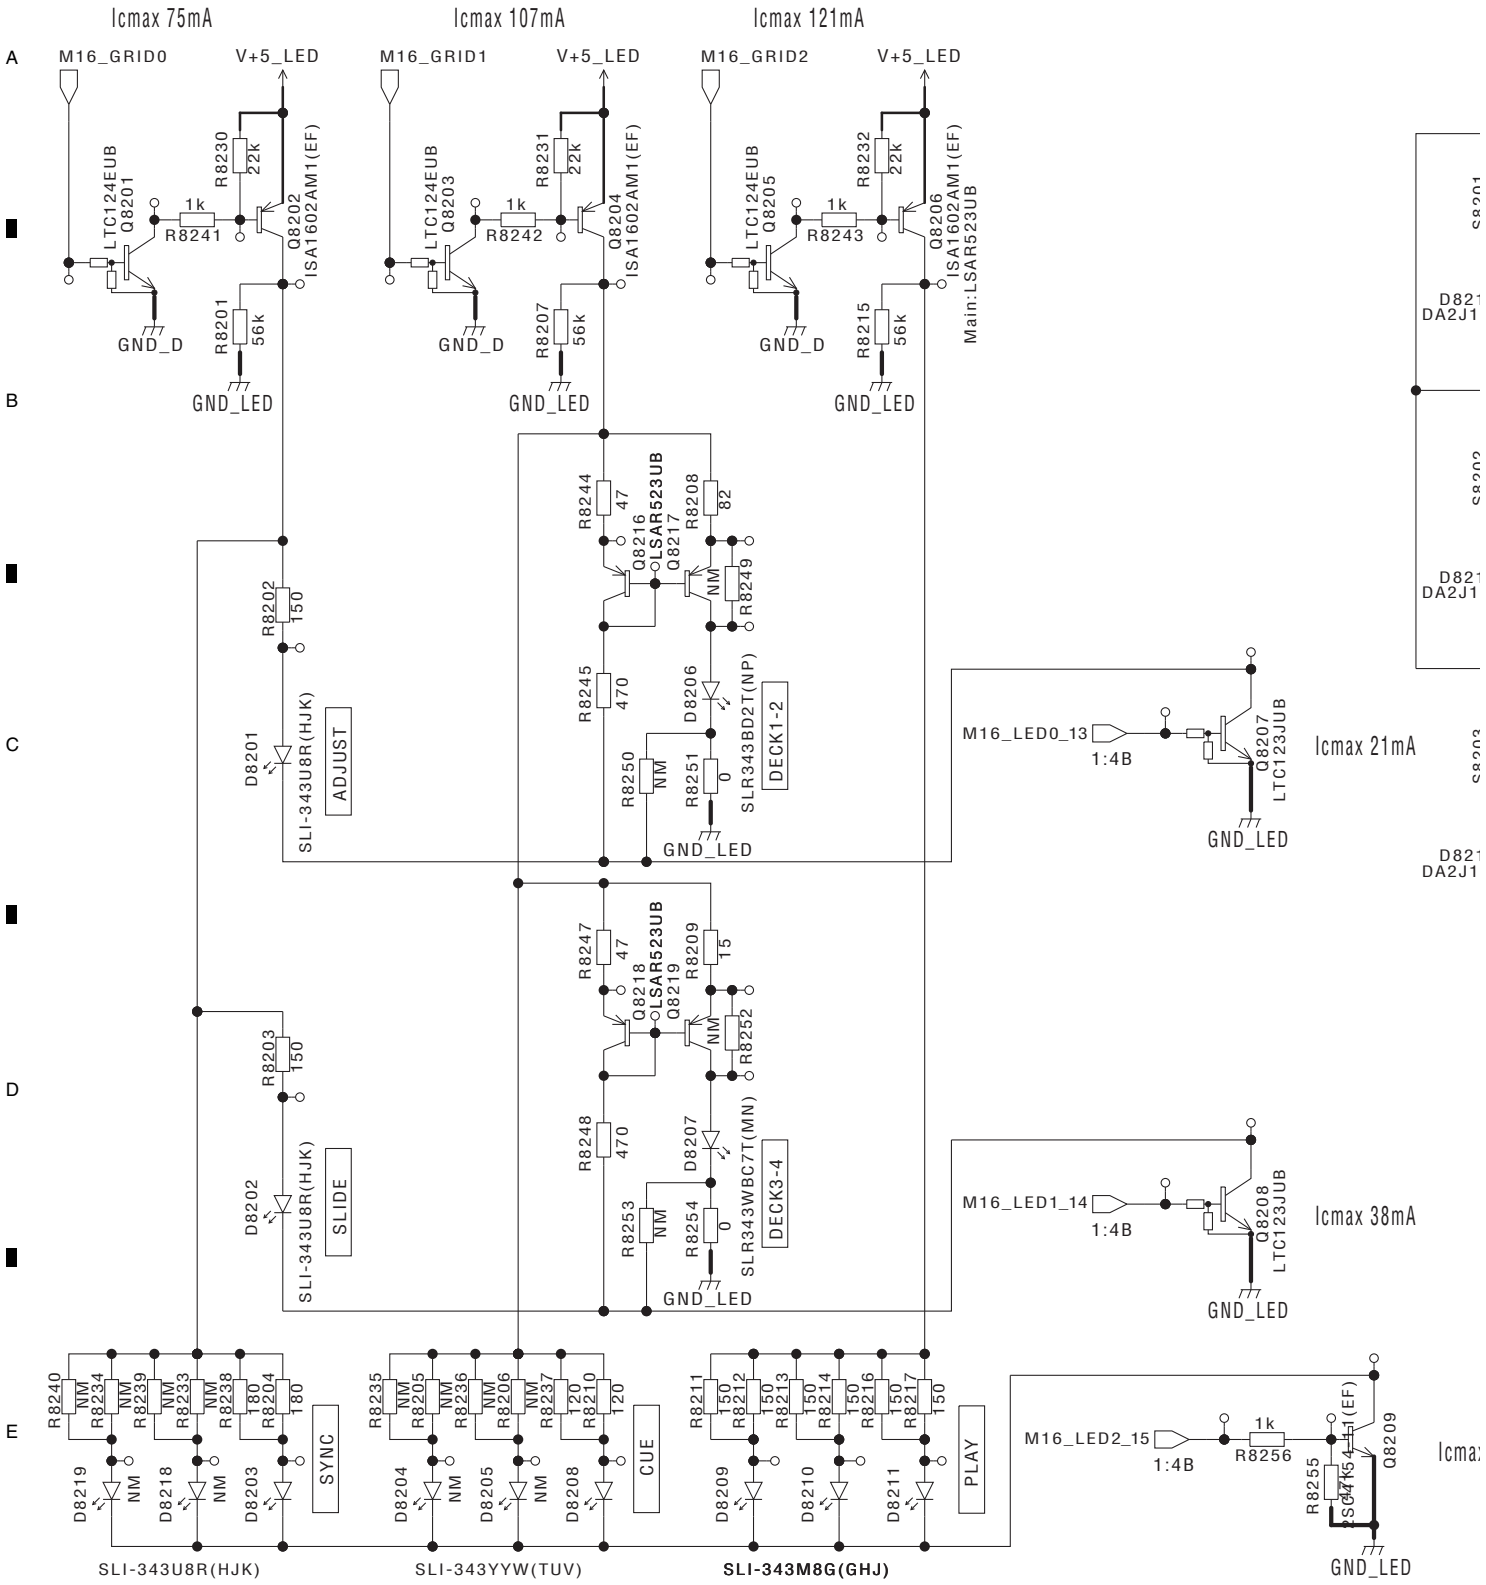 Icmax 75mA
Icmax 107mA
Icmax 121mA
A
M16_GRID0
V+5_LED
M16_GRID1
V+5_LED
M16_GRID2
V+5_LED
LTC124EUB
Q8201
R8230
22k
1k
R8241
Q8202
ISA1602AM1(EF)
R8201
56k
GND_D
GND_LED
LTC124EUB
Q8203
R8231
22k
1k
R8242
Q8204
ISA1602AM1(EF)
R8207
56k
GND_D
GND_LED
LTC124EUB
Q8205
R8232
22k
1k
R8243
Q8206
ISA1602AM1(EF)
Main:LSAR523UB
R8215
56k
GND_D
GND_LED
S8201
D821
DA2J1
B
R8244
47
Q8216
LSAR523UB
Q8217
R8208
82
NM
R8249
S8202
D821
DA2J1
R8202
150
R8245
470
D8206
SLR343BD2T(NP)
DECK1-2
C
D8201
SLI-343U8R(HJK)
ADJUST
R8250
NM
R8251
0
GND_LED
M16_LED0_13
1:4B
Q8207
LTC123JUB
GND_LED
Icmax 21mA
S8203
D821
DA2J1
R8247
47
Q8218
LSAR523UB
Q8219
R8209
15
NM
R8252
R8203
150
D
R8248
470
D8207
SLR343WBC7T(MN)
DECK3-4
D8202
SLI-343U8R(HJK)
SLIDE
R8253
NM
R8254
0
GND_LED
M16_LED1_14
1:4B
Q8208
LTC123JUB
GND_LED
Icmax 38mA
E
R8240
NM
R8234
NM
R8239
NM
R8233
NM
R8238
180
R8204
180
SYNC
R8235
NM
R8205
NM
R8236
NM
R8206
NM
R8237
120
R8210
120
CUE
R8211
150
R8212
150
R8213
150
R8214
150
R8216
150
R8217
150
PLAY
D8219
NM
D8218
NM
D8203
D8204
NM
D8205
NM
D8208
D8209
D8210
D8211
M16_LED2_15
1:4B
1k
R8256
R8255
Q8209
GND_LED
Icmax
SLI-343U8R(HJK)
SLI-343YYW(TUV)
SLI-343M8G(GHJ)